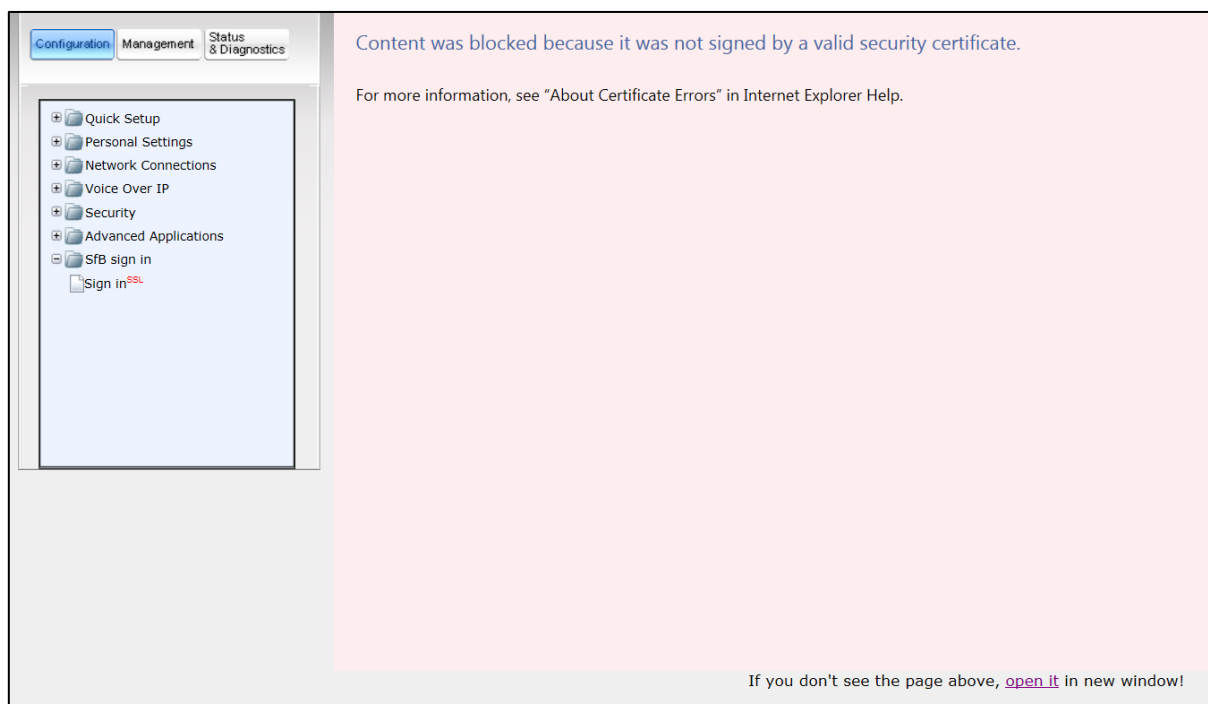 Configuration
Management
Status
& Diagnostics
Quick Setup
Personal Settings
Network Connections
Voice Over IP
Security
Advanced Applications
SfB sign in
Sign inSSL
Content was blocked because it was not signed by a valid security certificate.
For more information, see “About Certificate Errors” in Internet Explorer Help.
If you don't see the page above, open it in new window!